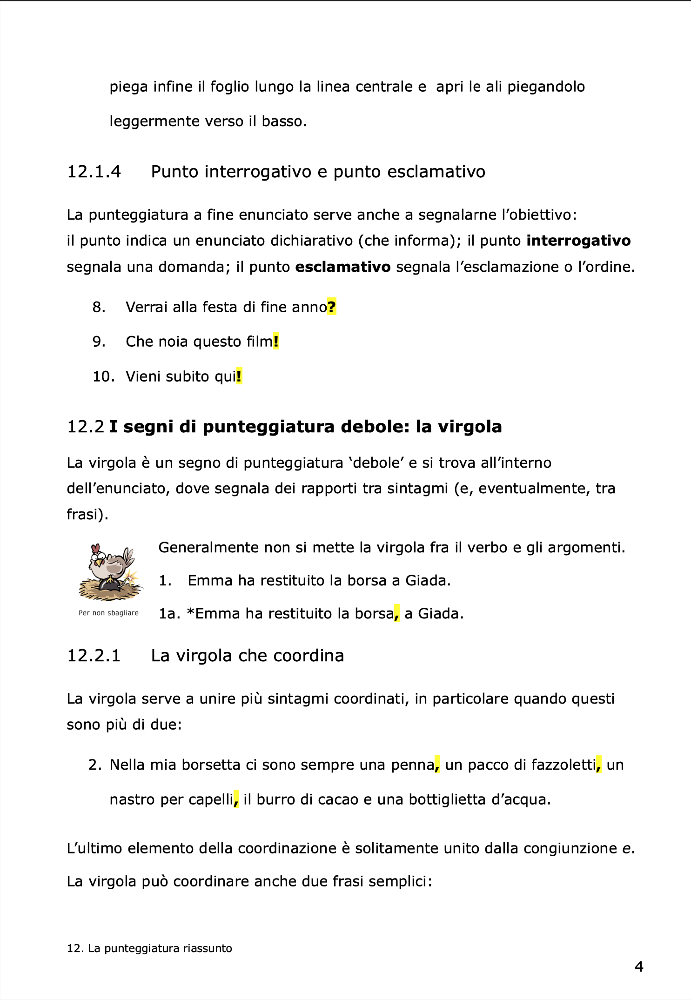 piega infine il foglio lungo la linea centrale e  apri le ali piegandolo
leggermente verso il basso.
12.1.4 Punto interrogativo e punto esclamativo
La punteggiatura a fine enunciato serve anche a segnalarne l’obiettivo:
il punto indica un enunciato dichiarativo (che informa); il punto interrogativo
segnala una domanda; il punto esclamativo segnala l’esclamazione o l’ordine.
8. Verrai alla festa di fine anno?
9. Che noia questo film!
10. Vieni subito qui!
12.2 I segni di punteggiatura debole: la virgola
La virgola è un segno di punteggiatura ‘debole’ e si trova all’interno
dell’enunciato, dove segnala dei rapporti tra sintagmi (e, eventualmente, tra
frasi).
Generalmente non si mette la virgola fra il verbo e gli argomenti.
1. Emma ha restituito la borsa a Giada.
Per non sbagliare
1a. *Emma ha restituito la borsa, a Giada.
12.2.1 La virgola che coordina
La virgola serve a unire più sintagmi coordinati, in particolare quando questi
sono più di due:
2. Nella mia borsetta ci sono sempre una penna, un pacco di fazzoletti, un
nastro per capelli, il burro di cacao e una bottiglietta d’acqua.
L’ultimo elemento della coordinazione è solitamente unito dalla congiunzione e.
La virgola può coordinare anche due frasi semplici:
12. La punteggiatura riassunto
4